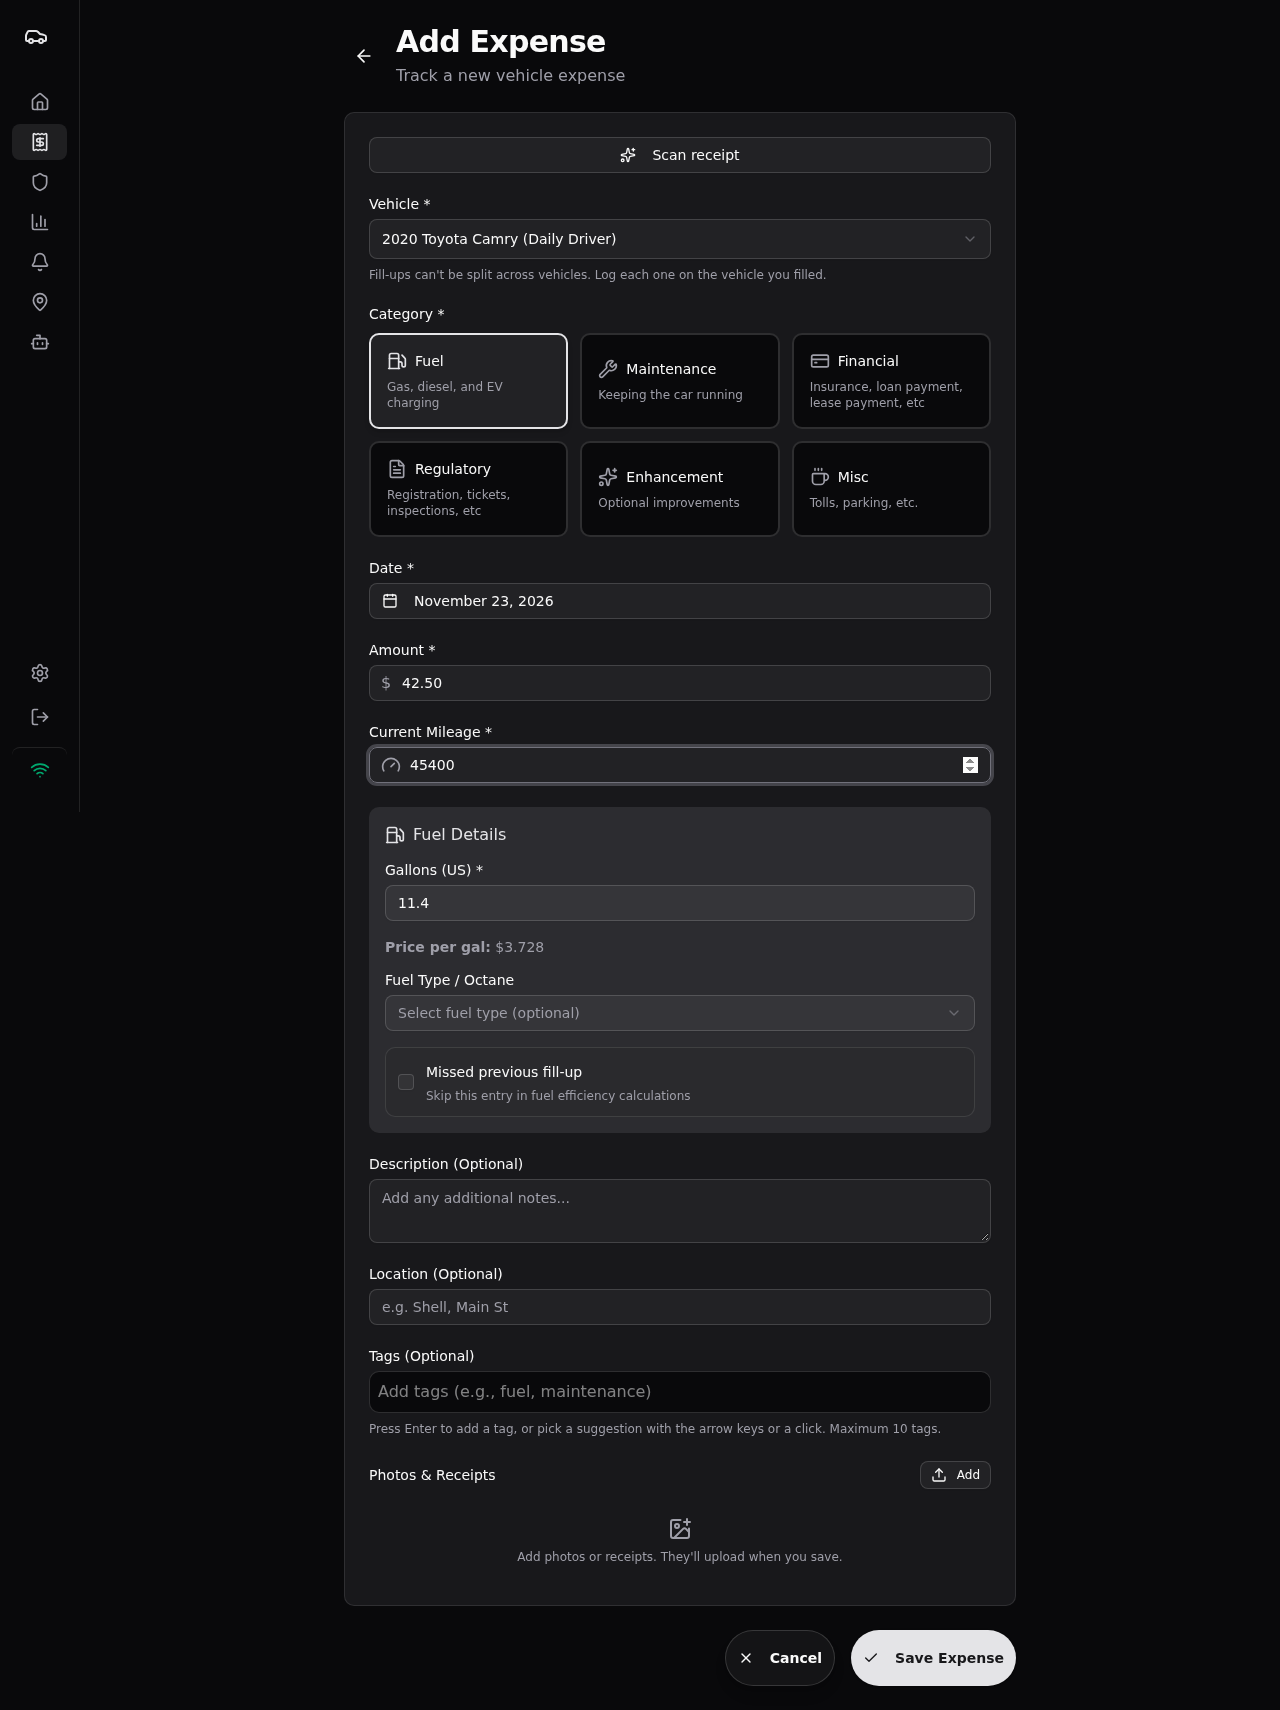 Add Expense
Track a new vehicle expense
Scan receipt
Vehicle *
2020 Toyota Camry (Daily Driver)
Fill-ups can't be split across vehicles. Log each one on the vehicle you filled.
Category *
Fuel
Gas, diesel, and EV
charging
Maintenance
Keeping the car running
Financial
Insurance, loan payment,
lease payment, etc
Regulatory
Registration, tickets,
inspections, etc
Enhancement
Optional improvements
Misc
Tolls, parking, etc.
Date *
November 23, 2026
Amount *
$ 42.50
Current Mileage *
45400
Fuel Details
Gallons (US) *
11.4
Price per gal: $3.728
Fuel Type / Octane
Select fuel type (optional)
Missed previous fill-up
Skip this entry in fuel efficiency calculations
Description (Optional)
Add any additional notes...
Location (Optional)
e.g. Shell, Main St
Tags (Optional)
Add tags (e.g., fuel, maintenance)
Press Enter to add a tag, or pick a suggestion with the arrow keys or a click. Maximum 10 tags.
Photos & Receipts
Add
Add photos or receipts. They'll upload when you save.
Cancel
Save Expense